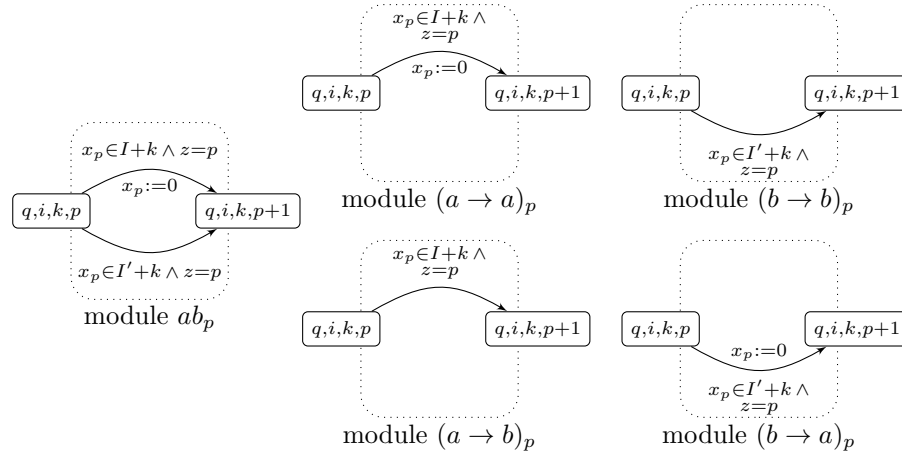 x_p∈I+k ∧
z=p
x_p:=0
q,i,k,p
q,i,k,p+1
module (a → a)_p
q,i,k,p
q,i,k,p+1
x_p∈I′+k ∧
z=p
module (b → b)_p
x_p∈I+k ∧ z=p
x_p:=0
q,i,k,p
q,i,k,p+1
x_p∈I′+k ∧ z=p
module ab_p
x_p∈I+k ∧
z=p
q,i,k,p
q,i,k,p+1
module (a → b)_p
q,i,k,p
q,i,k,p+1
x_p:=0
x_p∈I′+k ∧
z=p
module (b → a)_p